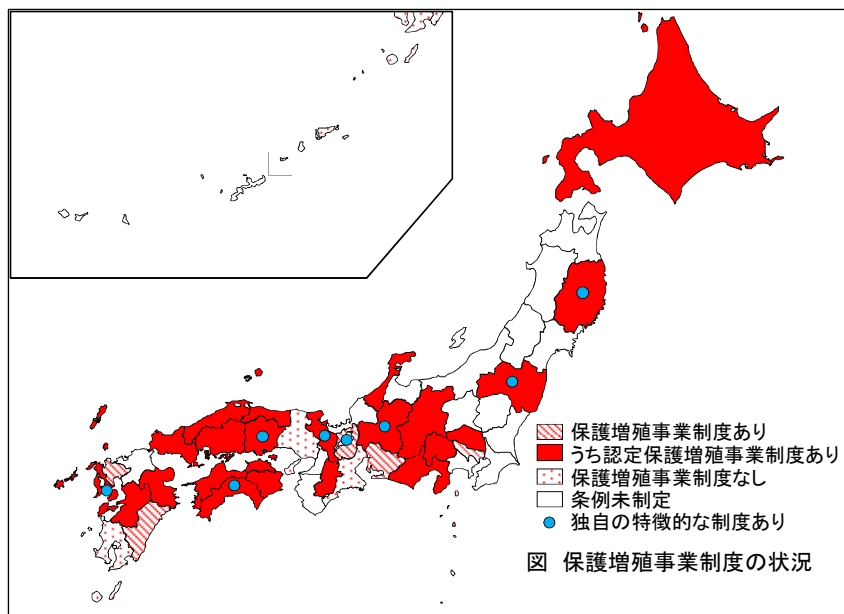 保護増殖事業制度あり
うち認定保護増殖事業制度あり
保護増殖事業制度なし
条例未制定
独自の特徴的な制度あり
図 保護増殖事業制度の状況